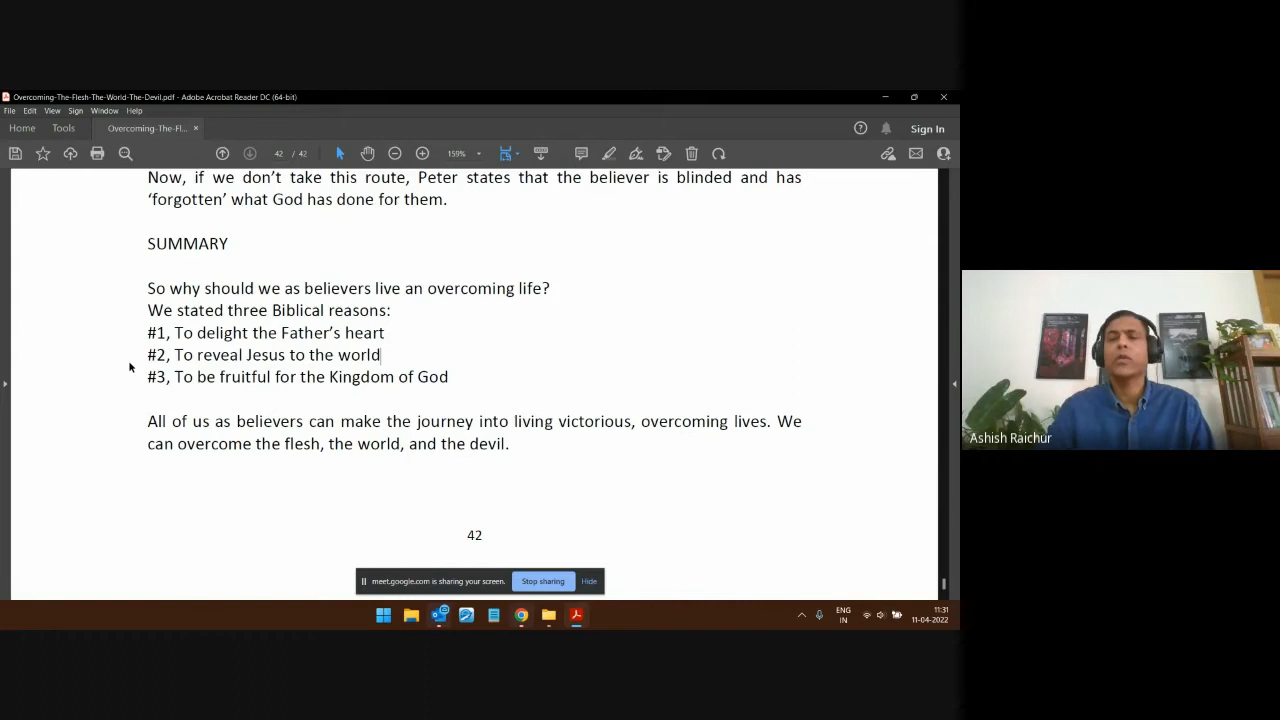 Overcoming-The-Flesh-The-World-The-Devil.pdf - Adobe Acrobat Reader DC (64-bit)
File Edit View Sign Window Help
Home Tools Overcoming-The-Fl... × Sign In
42 / 42 159%
Now, if we don’t take this route, Peter states that the believer is blinded and has
‘forgotten’ what God has done for them.
SUMMARY
So why should we as believers live an overcoming life?
We stated three Biblical reasons:
#1, To delight the Father’s heart
#2, To reveal Jesus to the world
#3, To be fruitful for the Kingdom of God
All of us as believers can make the journey into living victorious, overcoming lives. We
can overcome the flesh, the world, and the devil.
42
meet.google.com is sharing your screen. Stop sharing Hide
ENG
IN
11:31
11-04-2022
Ashish Raichur